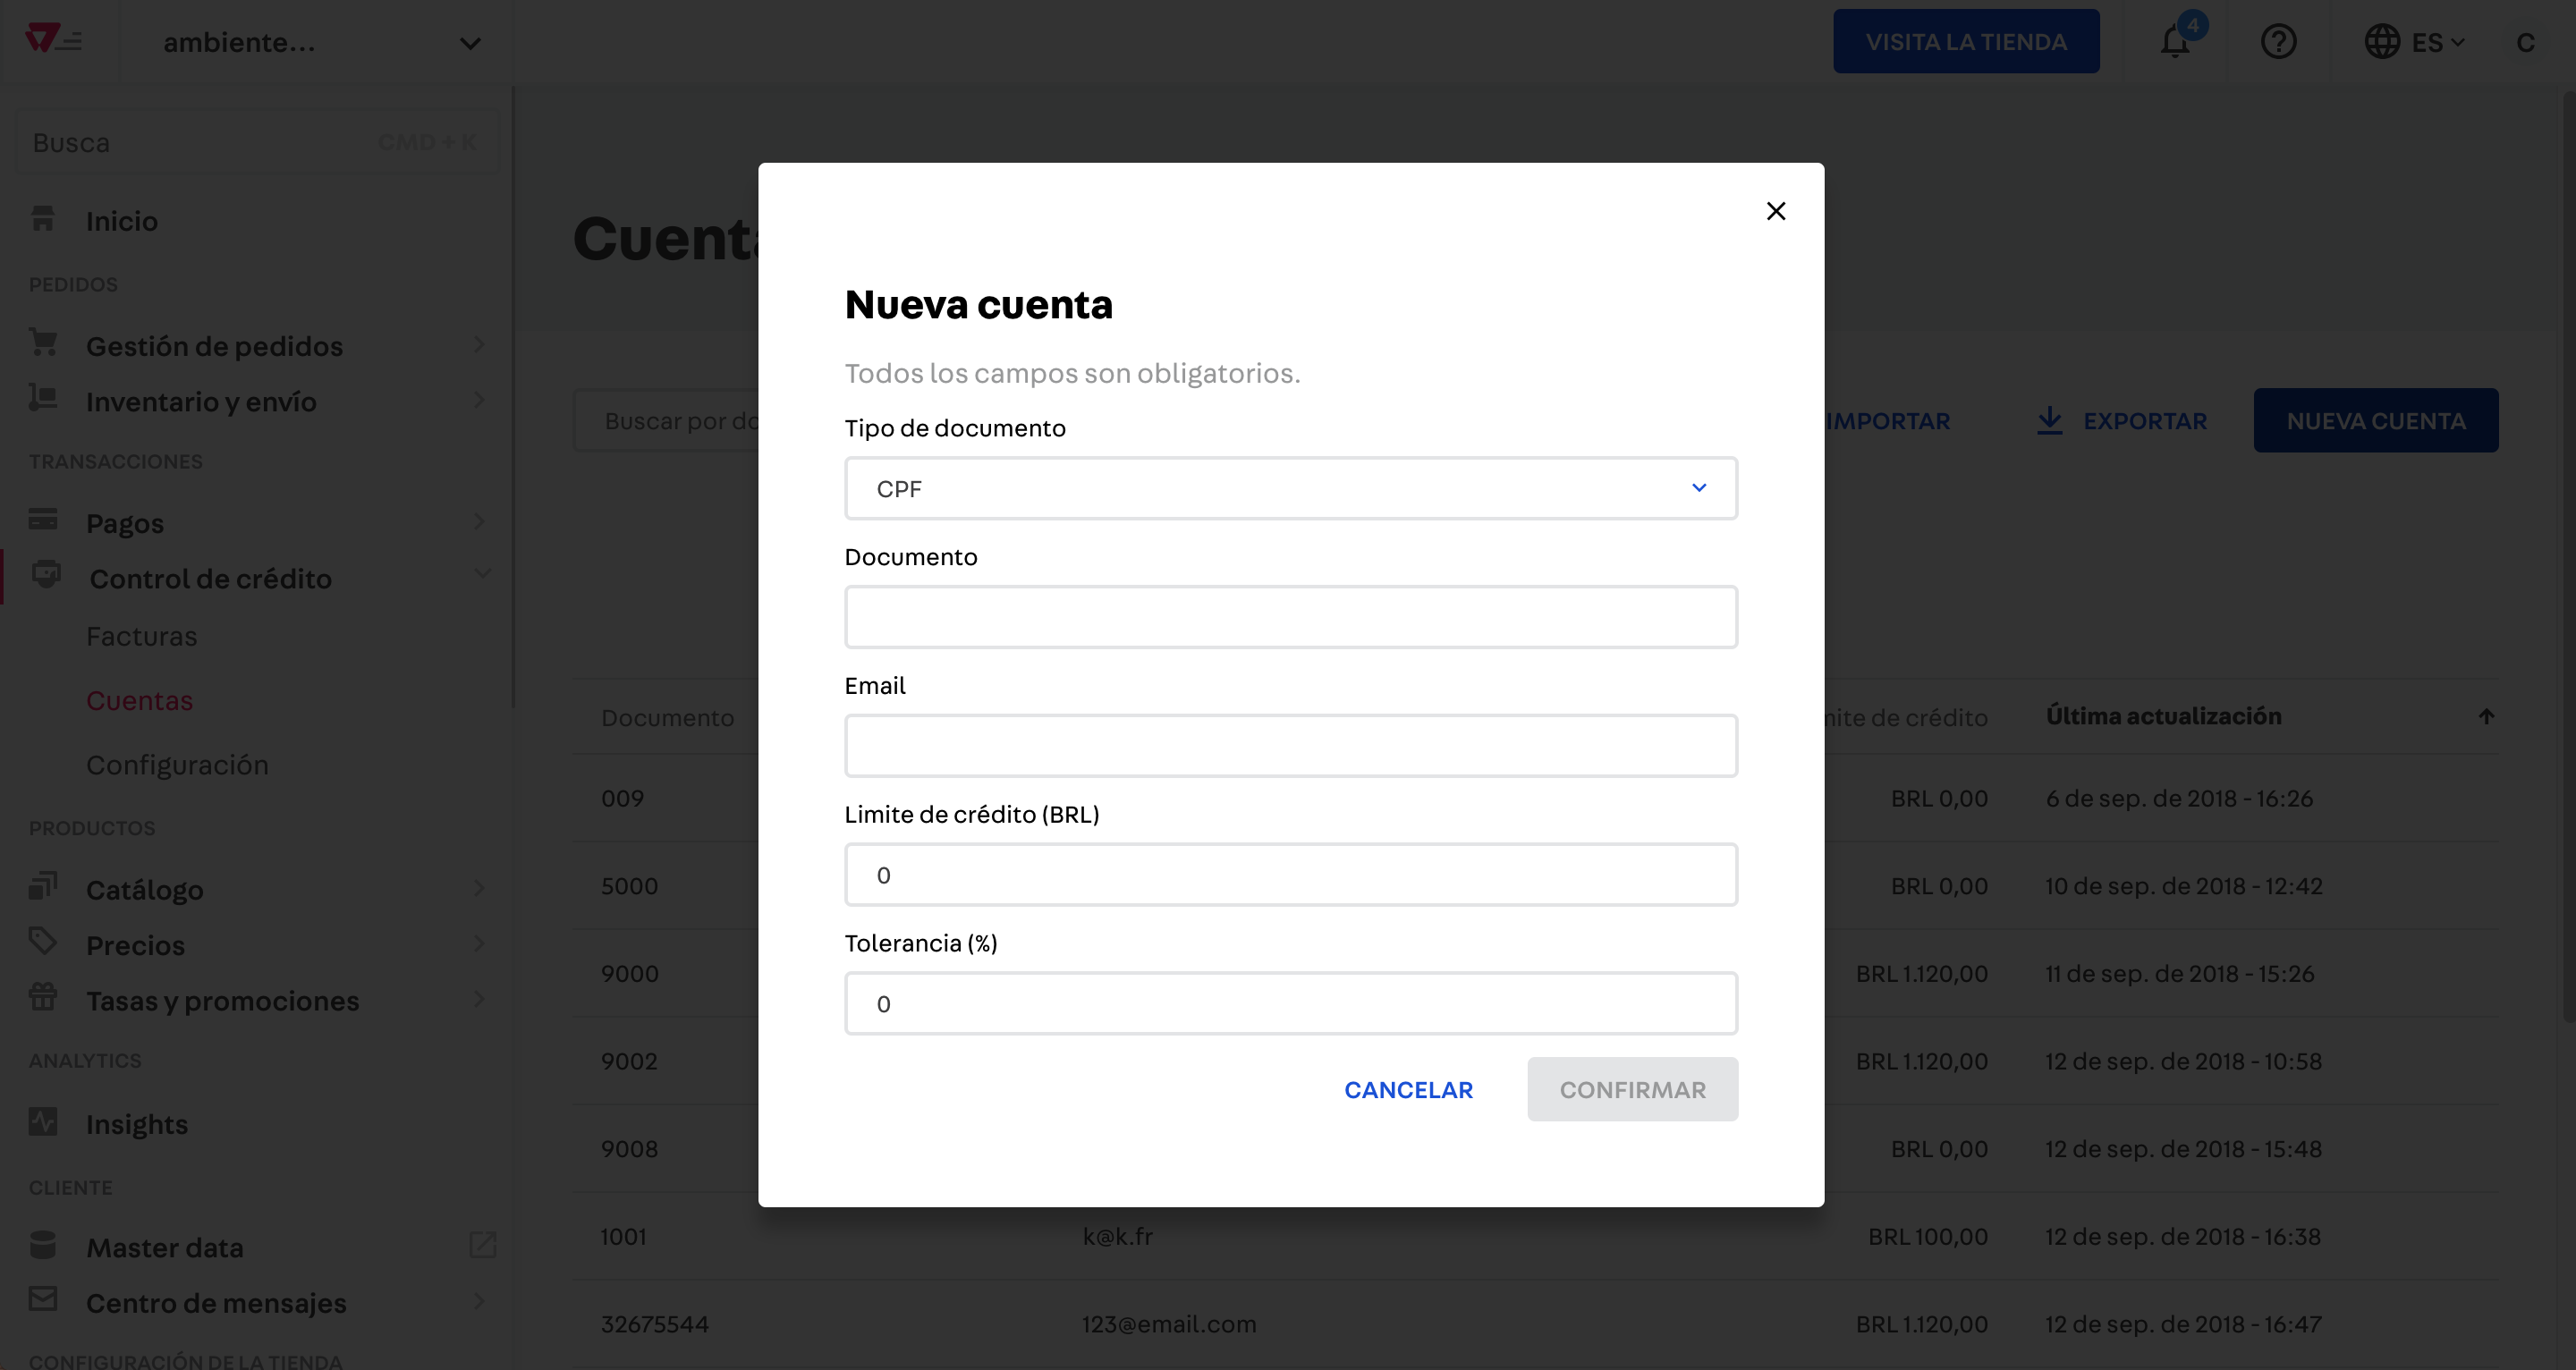 ambiente...
VISITA LA TIENDA
4
ES
C
Busca
CMD + K
Inicio
PEDIDOS
Gestión de pedidos
Inventario y envío
TRANSACCIONES
Pagos
Control de crédito
Facturas
Cuentas
Configuración
PRODUCTOS
Catálogo
Precios
Tasas y promociones
ANALYTICS
Insights
CLIENTE
Master data
Centro de mensajes
CONFIGURACIÓN DE LA TIENDA
Cuenta
Buscar por do
IMPORTAR
EXPORTAR
NUEVA CUENTA
Nueva cuenta
Todos los campos son obligatorios.
Tipo de documento
CPF
Documento
Email
Limite de crédito (BRL)
0
Tolerancia (%)
0
CANCELAR
CONFIRMAR
Documento mite de crédito Última actualización
009 BRL 0,00 6 de sep. de 2018 - 16:26
5000 BRL 0,00 10 de sep. de 2018 - 12:42
9000 BRL 1.120,00 11 de sep. de 2018 - 15:26
9002 BRL 1.120,00 12 de sep. de 2018 - 10:58
9008 BRL 0,00 12 de sep. de 2018 - 15:48
1001 k@k.fr BRL 100,00 12 de sep. de 2018 - 16:38
32675544 123@email.com BRL 1.120,00 12 de sep. de 2018 - 16:47